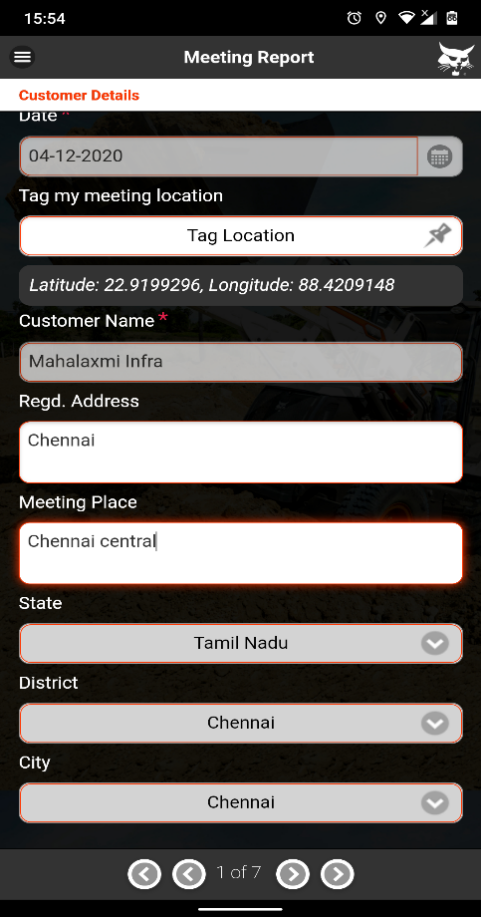 15:54
Meeting Report
Customer Details
Date *
04-12-2020
Tag my meeting location
Tag Location
Latitude: 22.9199296, Longitude: 88.4209148
Customer Name *
Mahalaxmi Infra
Regd. Address
Chennai
Meeting Place
Chennai central
State
Tamil Nadu
District
Chennai
City
Chennai
1 of 7